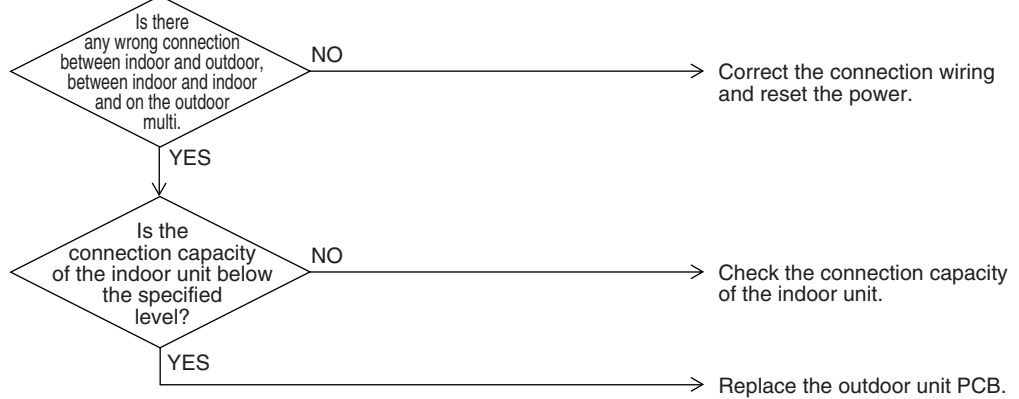 Is there
any wrong connection
between indoor and outdoor,
between indoor and indoor
and on the outdoor
multi.
NO
Correct the connection wiring
and reset the power.
YES
Is the
connection capacity
of the indoor unit below
the specified
level?
NO
Check the connection capacity
of the indoor unit.
YES
Replace the outdoor unit PCB.